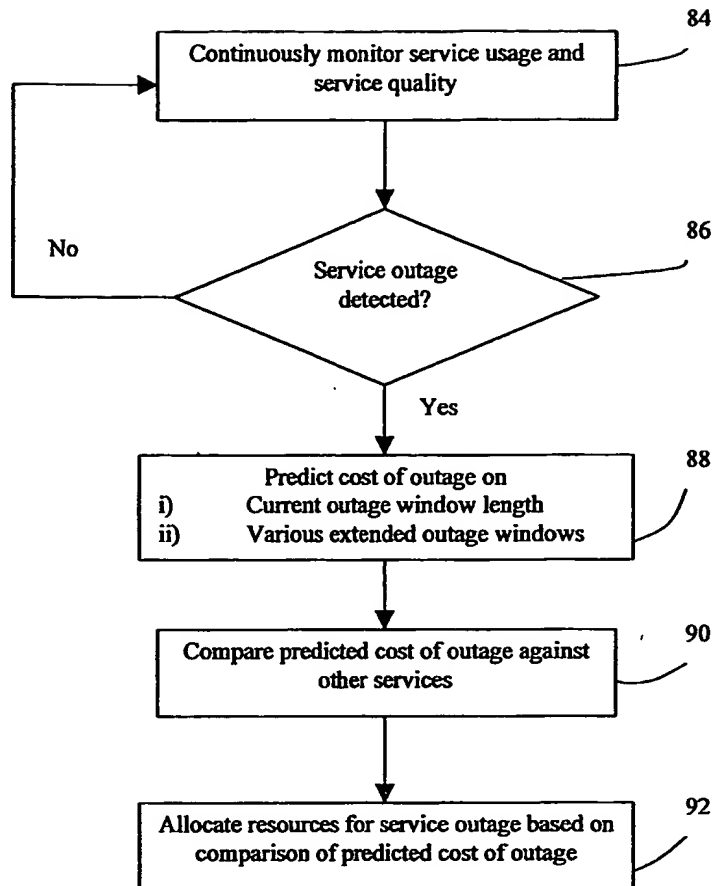 84
Continuously monitor service usage and
service quality
86
No
Service outage
detected?
Yes
88
Predict cost of outage on
i) Current outage window length
ii) Various extended outage windows
90
Compare predicted cost of outage against
other services
92
Allocate resources for service outage based on
comparison of predicted cost of outage